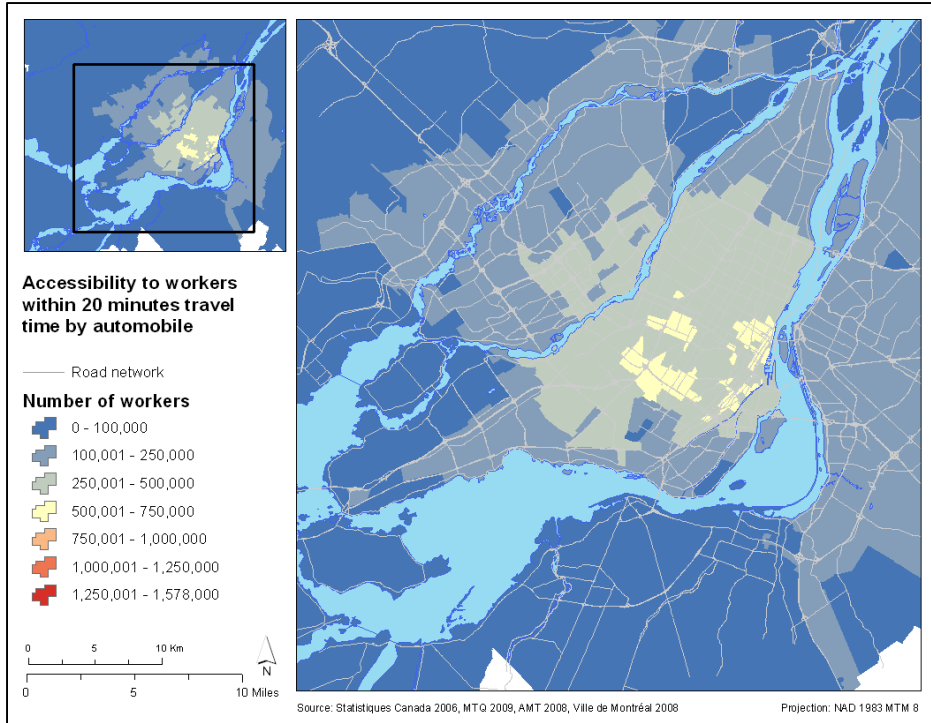 Accessibility to workers
within 20 minutes travel
time by automobile
Road network
Number of workers
0 - 100,000
100,001 - 250,000
250,001 - 500,000
500,001 - 750,000
750,001 - 1,000,000
1,000,001 - 1,250,000
1,250,001 - 1,578,000
0 5 10 Km
N
0 5 10 Miles
Source: Statistiques Canada 2006, MTQ 2009, AMT 2008, Ville de Montréal 2008
Projection: NAD 1983 MTM 8